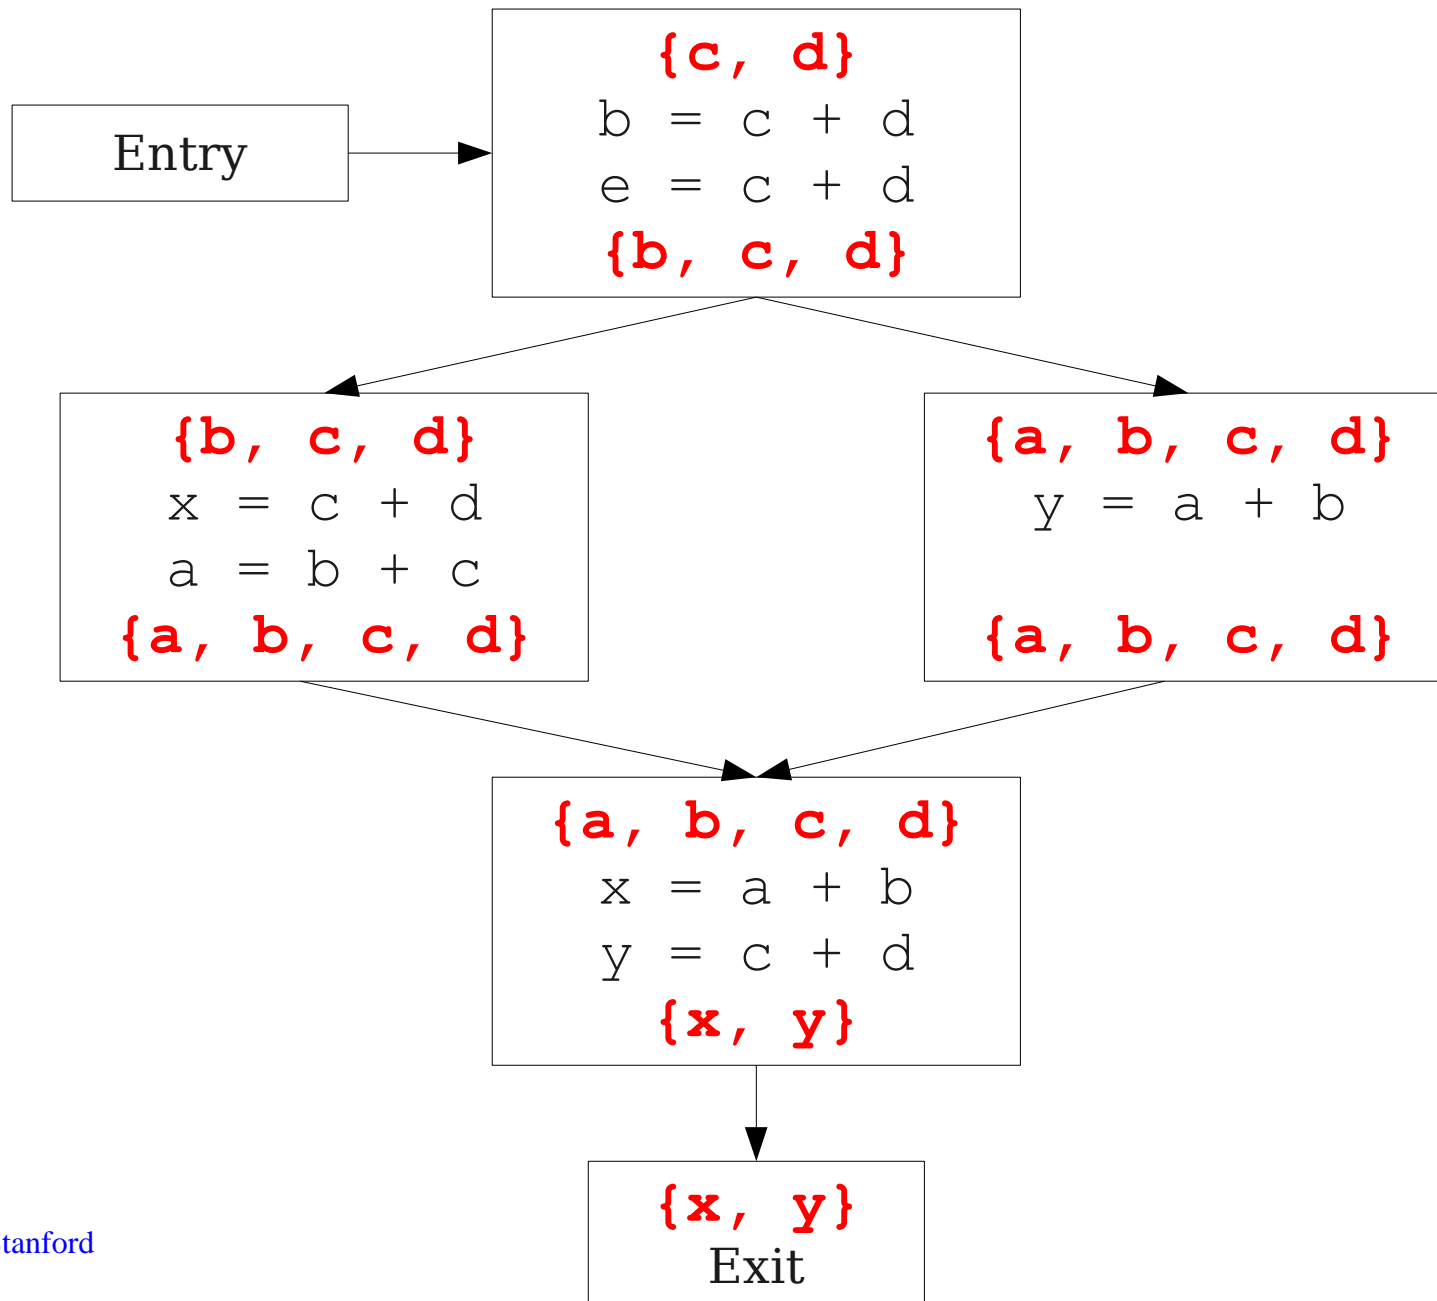 {c, d}
b = c + d
e = c + d
{b, c, d}
Entry
{b, c, d}
x = c + d
a = b + c
{a, b, c, d}
{a, b, c, d}
y = a + b
{a, b, c, d}
{a, b, c, d}
x = a + b
y = c + d
{x, y}
{x, y}
Exit
tanford